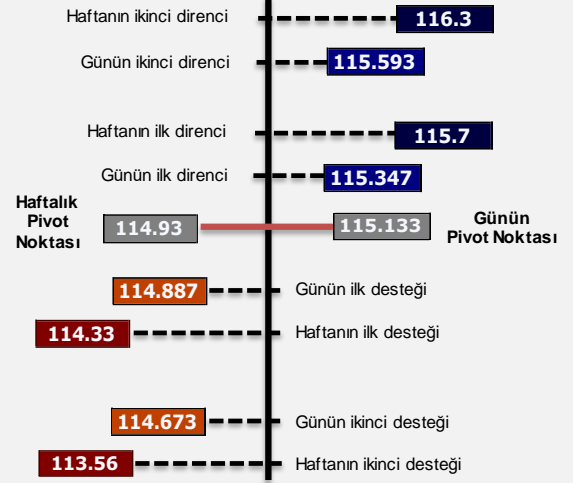 Haftanın ikinci direnci 116.3
Günün ikinci direnci 115.593
Haftanın ilk direnci 115.7
Günün ilk direnci 115.347
Haftalık
Pivot
Noktası
114.93
115.133
Günün
Pivot Noktası
114.887 Günün ilk desteği
114.33 Haftanın ilk desteği
114.673 Günün ikinci desteği
113.56 Haftanın ikinci desteği